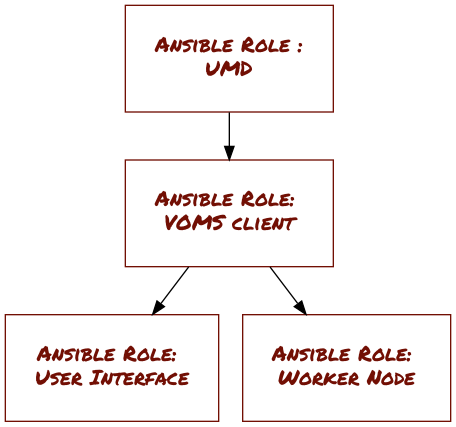 Ansible Role :
UMD
Ansible Role:
VOMS client
Ansible Role:
User Interface
Ansible Role:
Worker Node